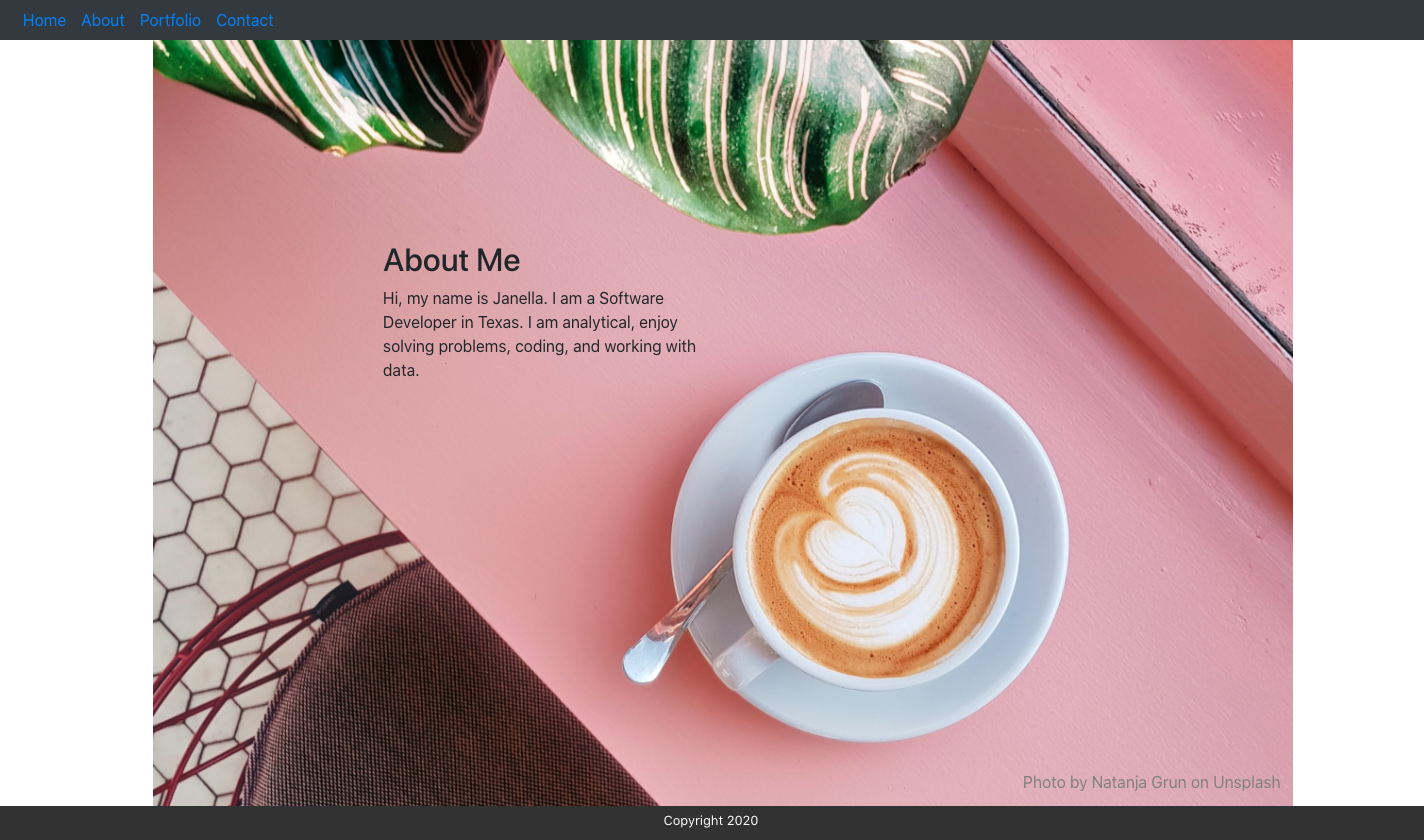 Home About Portfolio Contact
About Me
Hi, my name is Janella. I am a Software
Developer in Texas. I am analytical, enjoy
solving problems, coding, and working with
data.
Photo by Natanja Grun on Unsplash
Copyright 2020